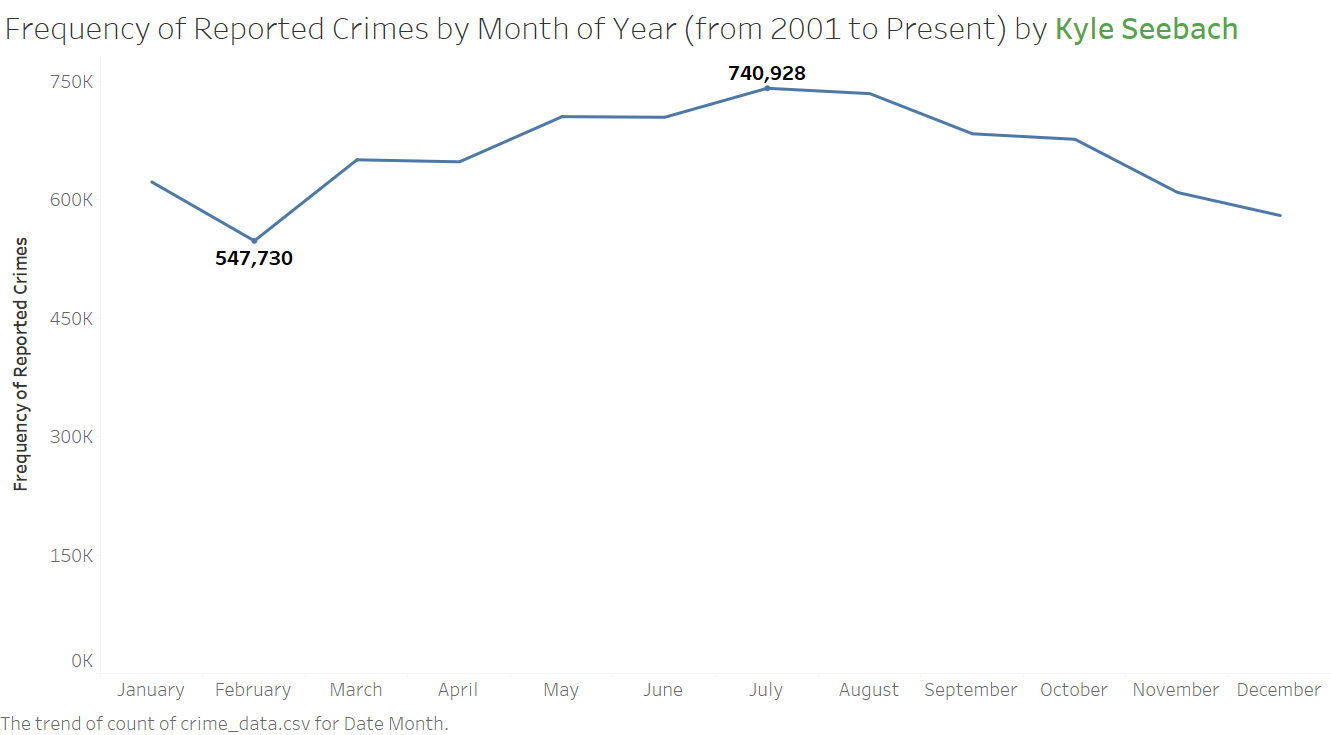 Frequency of Reported Crimes by Month of Year (from 2001 to Present) by Kyle Seebach
750K
600K
450K
300K
150K
0K
Frequency of Reported Crimes
740,928
547,730
January February March April May June July August September October November December
The trend of count of crime_data.csv for Date Month.